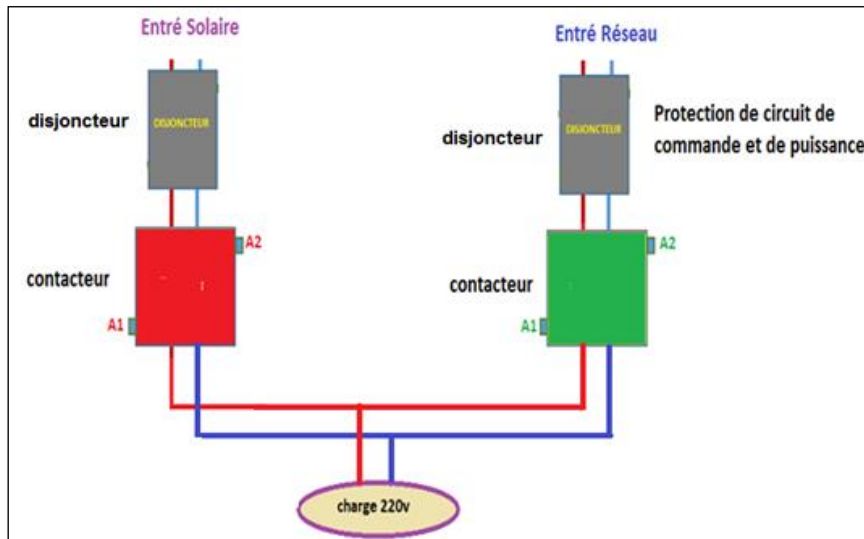 Entré Solaire
Entré Réseau
disjoncteur
DISJONCTEUR
disjoncteur
DISJONCTEUR
Protection de circuit de
commande et de puissance
contacteur
A2
A1
contacteur
A2
A1
charge 220v